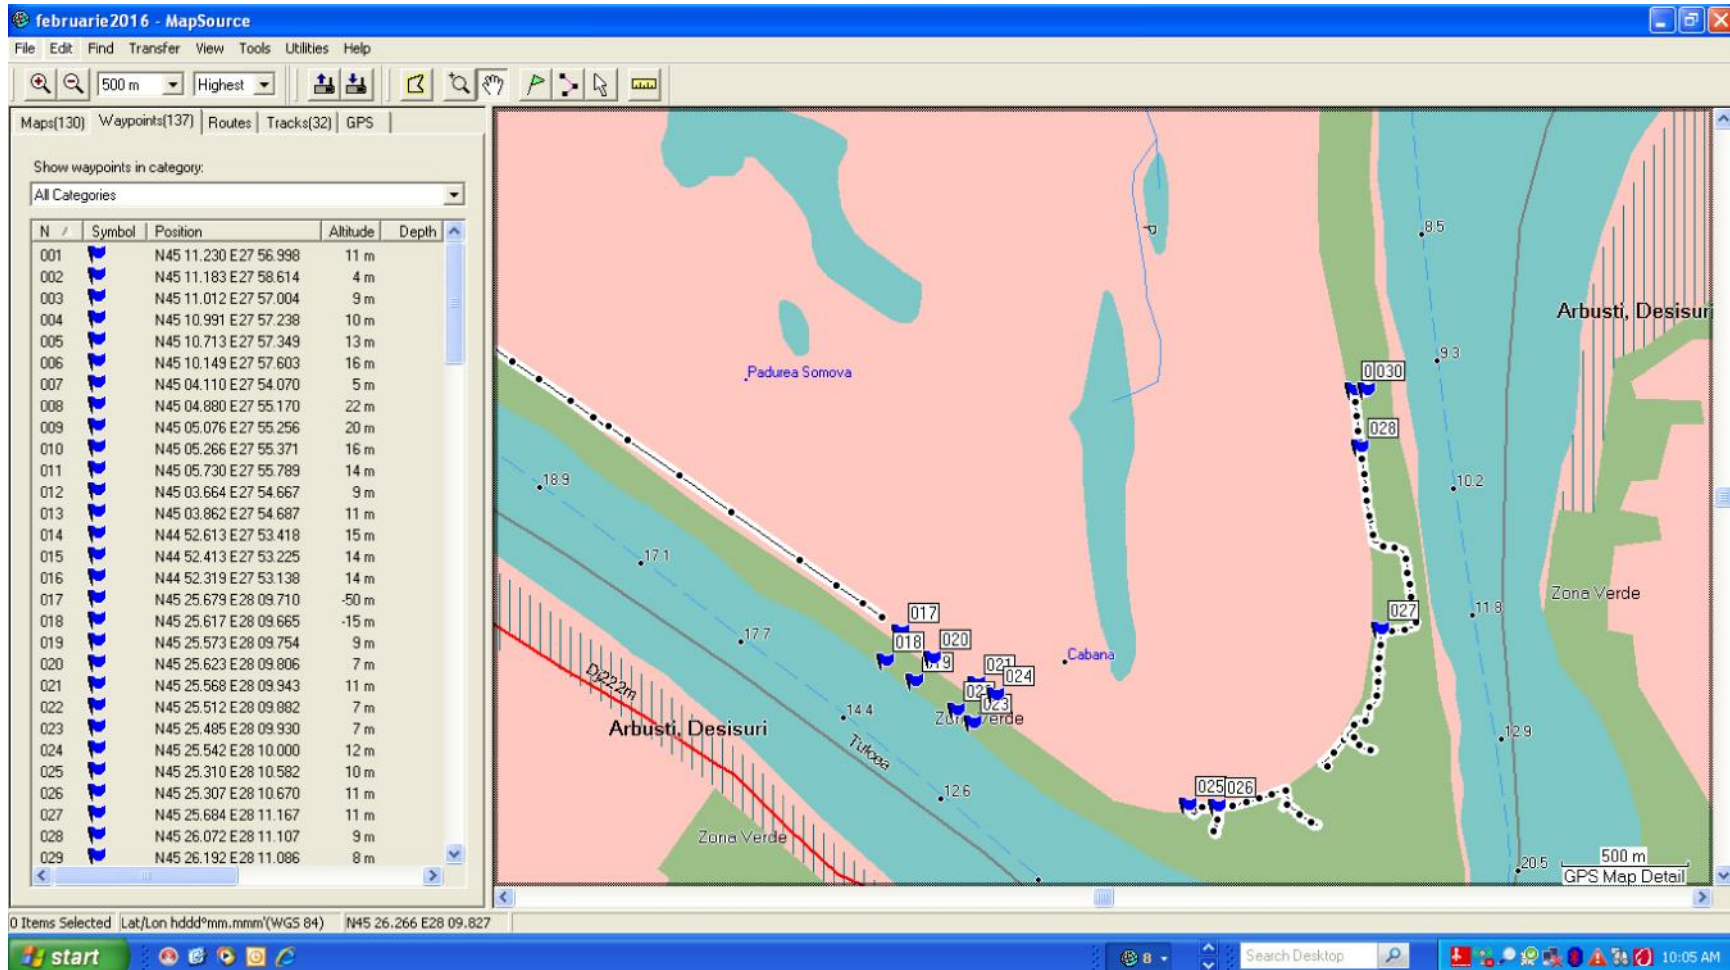 februarie2016 - MapSource
File Edit Find Transfer View Tools Utilities Help
500 m Highest
Maps(130) Waypoints(137) Routes Tracks(32) GPS
Show waypoints in category:
All Categories
N Symbol Position Altitude Depth
001 N45 11.230 E27 56.998 11 m
002 N45 11.183 E27 58.614 4 m
003 N45 11.012 E27 57.004 9 m
004 N45 10.991 E27 57.238 10 m
005 N45 10.713 E27 57.349 13 m
006 N45 10.149 E27 57.603 16 m
007 N45 04.110 E27 54.070 5 m
008 N45 04.880 E27 55.170 22 m
009 N45 05.076 E27 55.256 20 m
010 N45 05.266 E27 55.371 16 m
011 N45 05.730 E27 55.789 14 m
012 N45 03.664 E27 54.667 9 m
013 N45 03.862 E27 54.687 11 m
014 N44 52.613 E27 53.418 15 m
015 N44 52.413 E27 53.225 14 m
016 N44 52.319 E27 53.138 14 m
017 N45 25.679 E28 09.710 -50 m
018 N45 25.617 E28 09.665 -15 m
019 N45 25.573 E28 09.754 9 m
020 N45 25.623 E28 09.806 7 m
021 N45 25.568 E28 09.943 11 m
022 N45 25.512 E28 09.882 7 m
023 N45 25.485 E28 09.930 7 m
024 N45 25.542 E28 10.000 12 m
025 N45 25.310 E28 10.582 10 m
026 N45 25.307 E28 10.670 11 m
027 N45 25.684 E28 11.167 11 m
028 N45 26.072 E28 11.107 9 m
029 N45 26.192 E28 11.086 8 m
P
8.5
Arbusti, Desisuri
9.3
Padurea Somova
030
028
18.9
10.2
17.1
Zona Verde
017
027
11.8
17.7
018
020
Cabana
024
Dj222m
023
14.4
Zona Verde
Arbusti, Desisuri
Tulcea
12.9
025 026
12.6
Zona Verde
500 m
20.5
GPS Map Detail
0 Items Selected Lat/Lon hddd°mm.mmm'(WGS 84) N45 26.266 E28 09.827
start
8
Search Desktop
10:05 AM